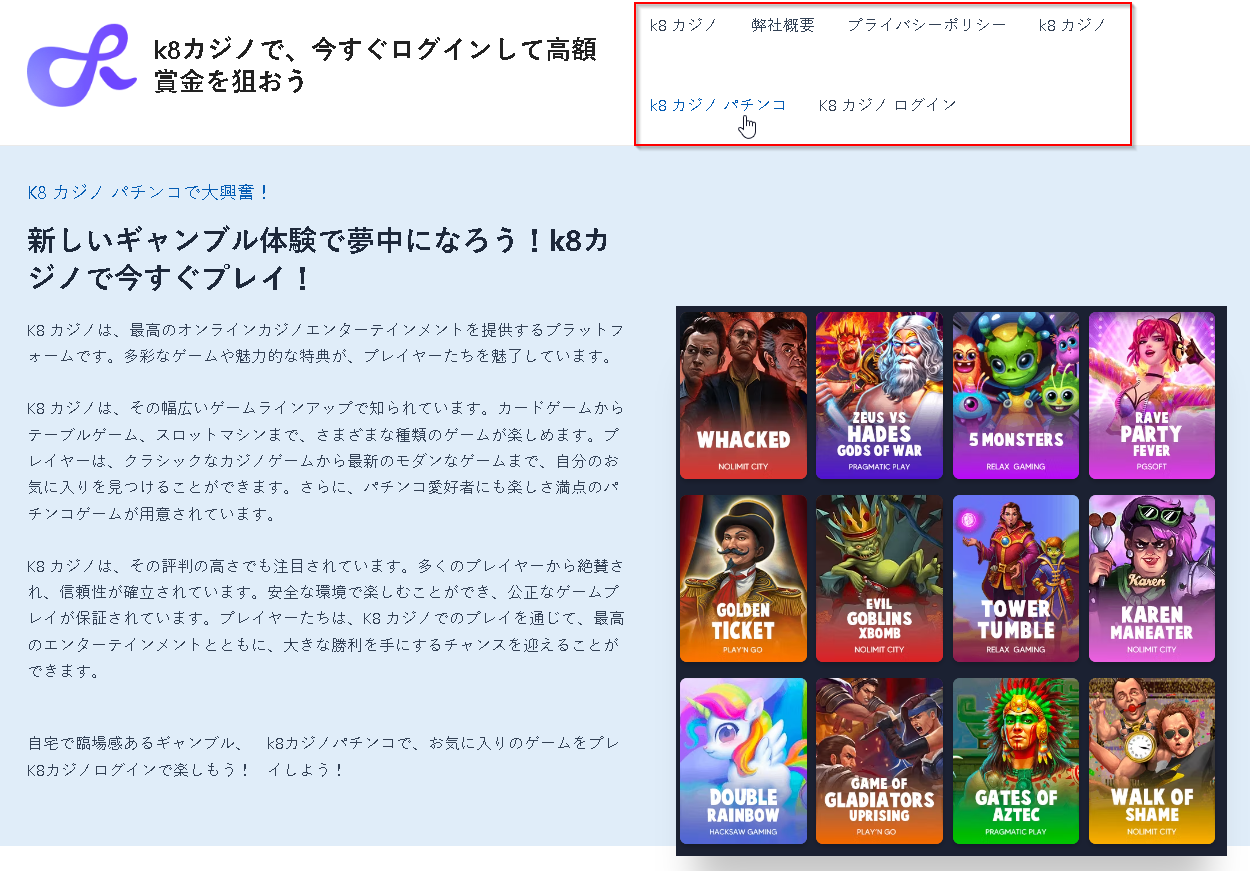 k8カジノで、今すぐログインして高額
賞金を狙おう
k8 カジノ 弊社概要 プライバシーポリシー k8 カジノ
k8 カジノ パチンコ K8 カジノ ログイン
K8 カジノ パチンコで大興奮！
新しいギャンブル体験で夢中になろう！k8カ
ジノで今すぐプレイ！
K8 カジノは、最高のオンラインカジノエンターテインメントを提供するプラットフ
ォームです。多彩なゲームや魅力的な特典が、プレイヤーたちを魅了しています。
K8 カジノは、その幅広いゲームラインアップで知られています。カードゲームから
テーブルゲーム、スロットマシンまで、さまざまな種類のゲームが楽しめます。プ
レイヤーは、クラシックなカジノゲームから最新のモダンなゲームまで、自分のお
気に入りを見つけることができます。さらに、パチンコ愛好者にも楽しさ満点のパ
チンコゲームが用意されています。
K8 カジノは、その評判の高さでも注目されています。多くのプレイヤーから絶賛さ
れ、信頼性が確立されています。安全な環境で楽しむことができ、公正なゲームプ
レイが保証されています。プレイヤーたちは、K8 カジノでのプレイを通じて、最高
のエンターテインメントとともに、大きな勝利を手にするチャンスを迎えることが
できます。
自宅で臨場感あるギャンブル、
K8カジノログインで楽しもう！
k8カジノパチンコで、お気に入りのゲームをプレ
イしよう！
WHACKED
NOLIMIT CITY
ZEUS VS
HADES
GODS OF WAR
PRAGMATIC PLAY
5 MONSTERS
RELAX GAMING
RAVE
PARTY
FEVER
PGSOFT
GOLDEN
TICKET
PLAY'N GO
EVIL
GOBLINS
XBOMB
NOLIMIT CITY
TOWER
TUMBLE
RELAX GAMING
Karen
KAREN
MANEATER
NOLIMIT CITY
DOUBLE
RAINBOW
HACKSAW GAMING
GAME OF
GLADIATORS
UPRISING
PLAY'N GO
GATES OF
AZTEC
PRAGMATIC PLAY
WALK OF
SHAME
NOLIMIT CITY